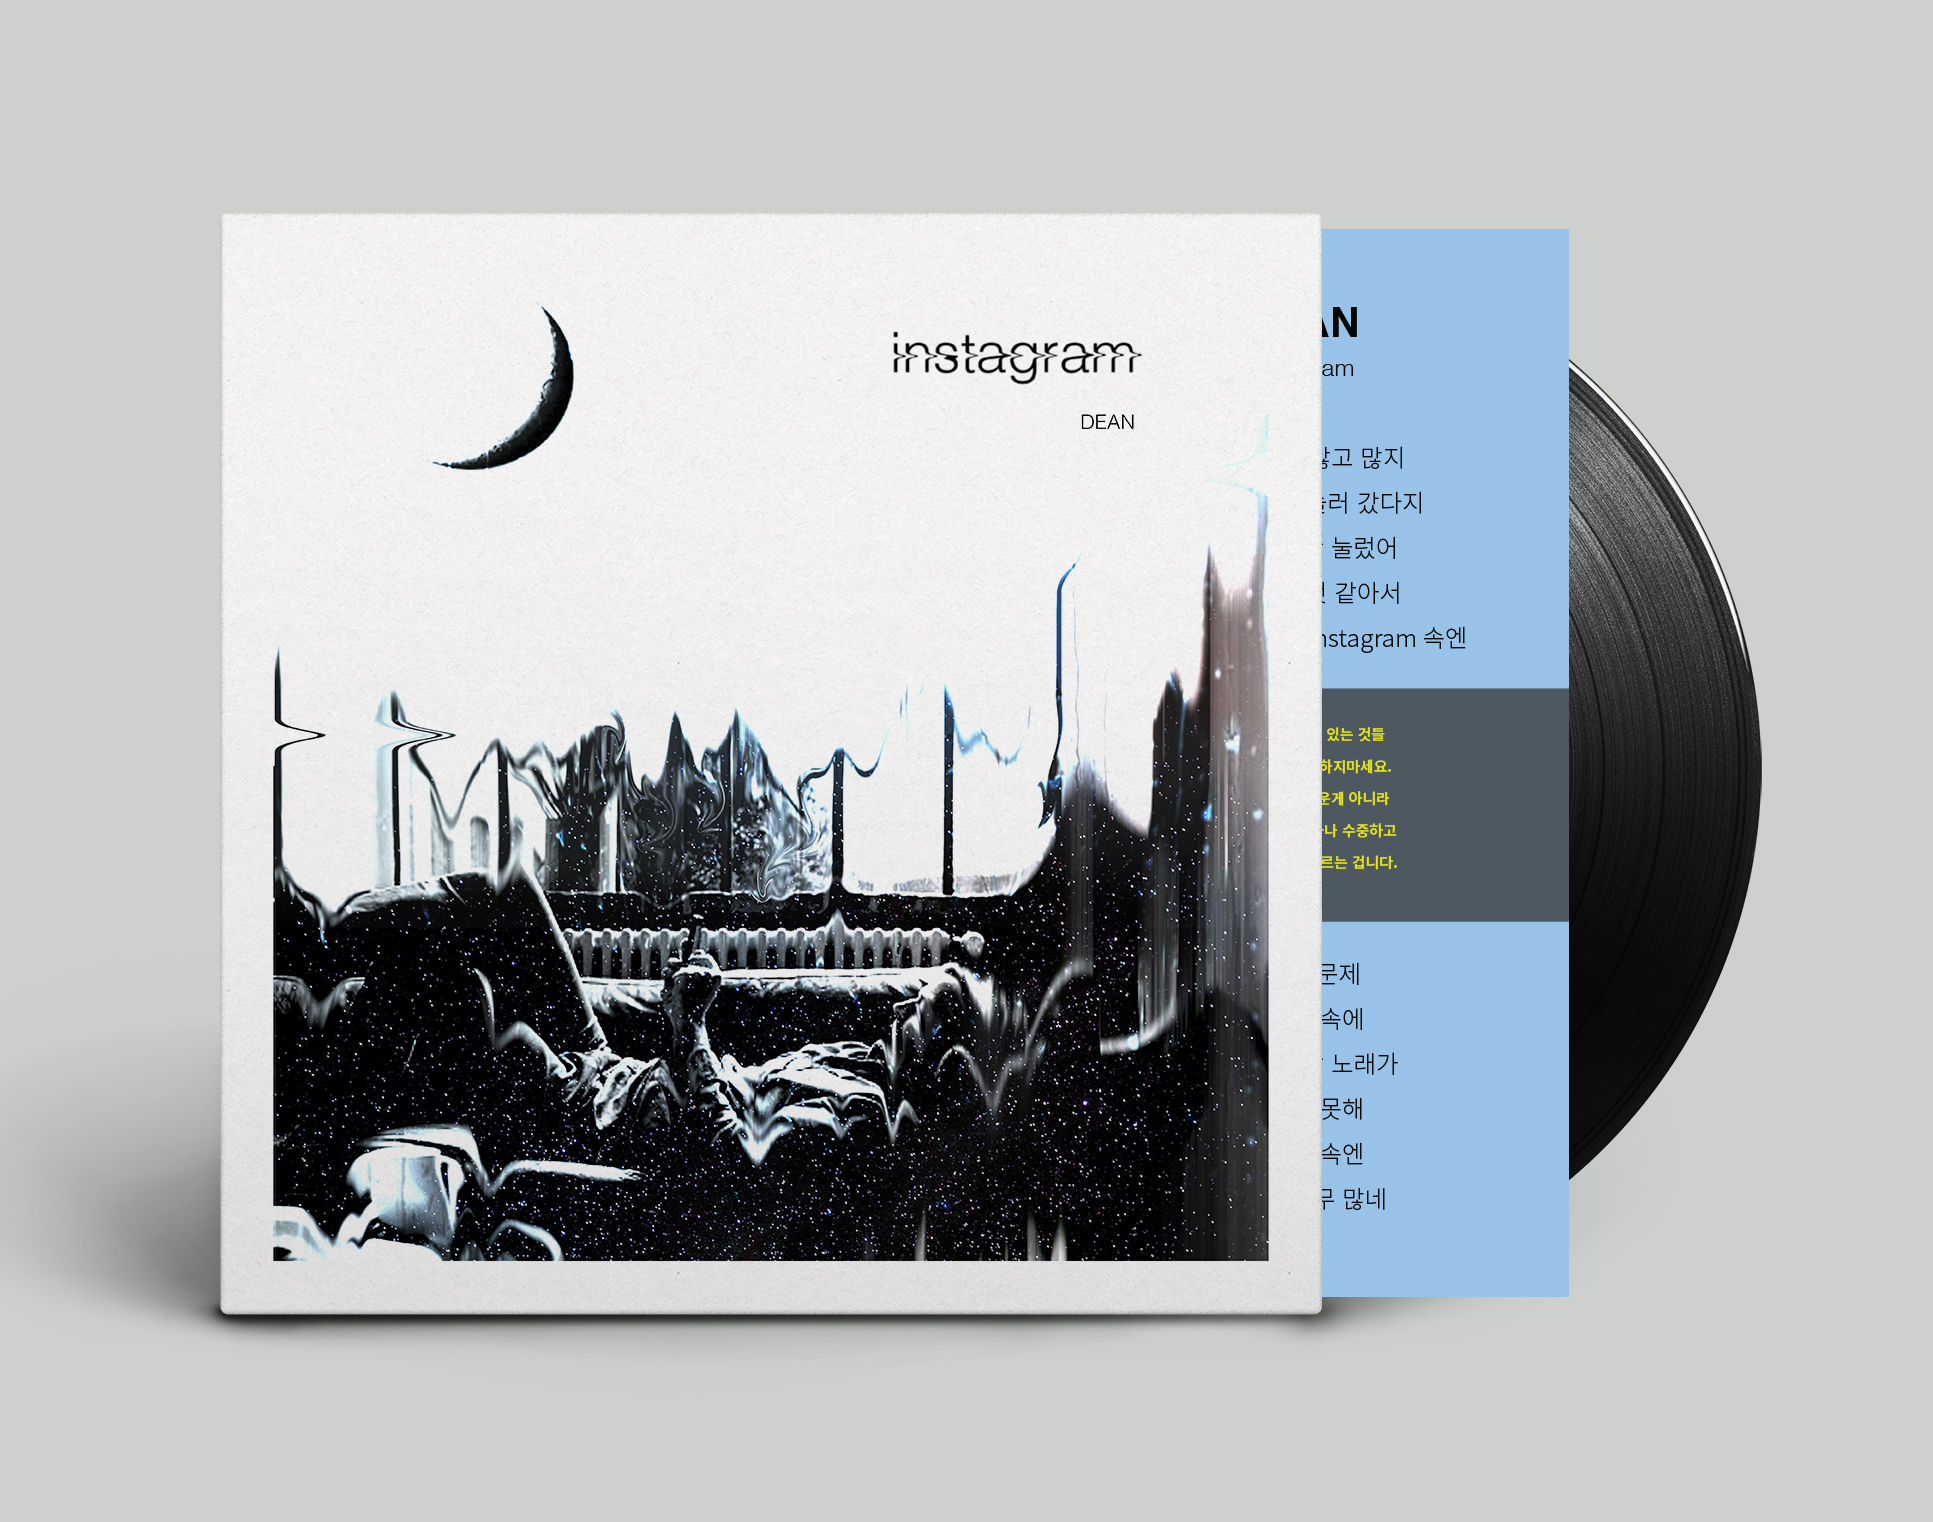 instagram
DEAN
AN
am
고 많지
러 갔다지
눌렀어
같아서
nstagram 속엔
있는 것들
하지마세요.
운게 아니라
나 수중하고
르는 겁니다.
문제
속에
노래가
못해
속엔
많네